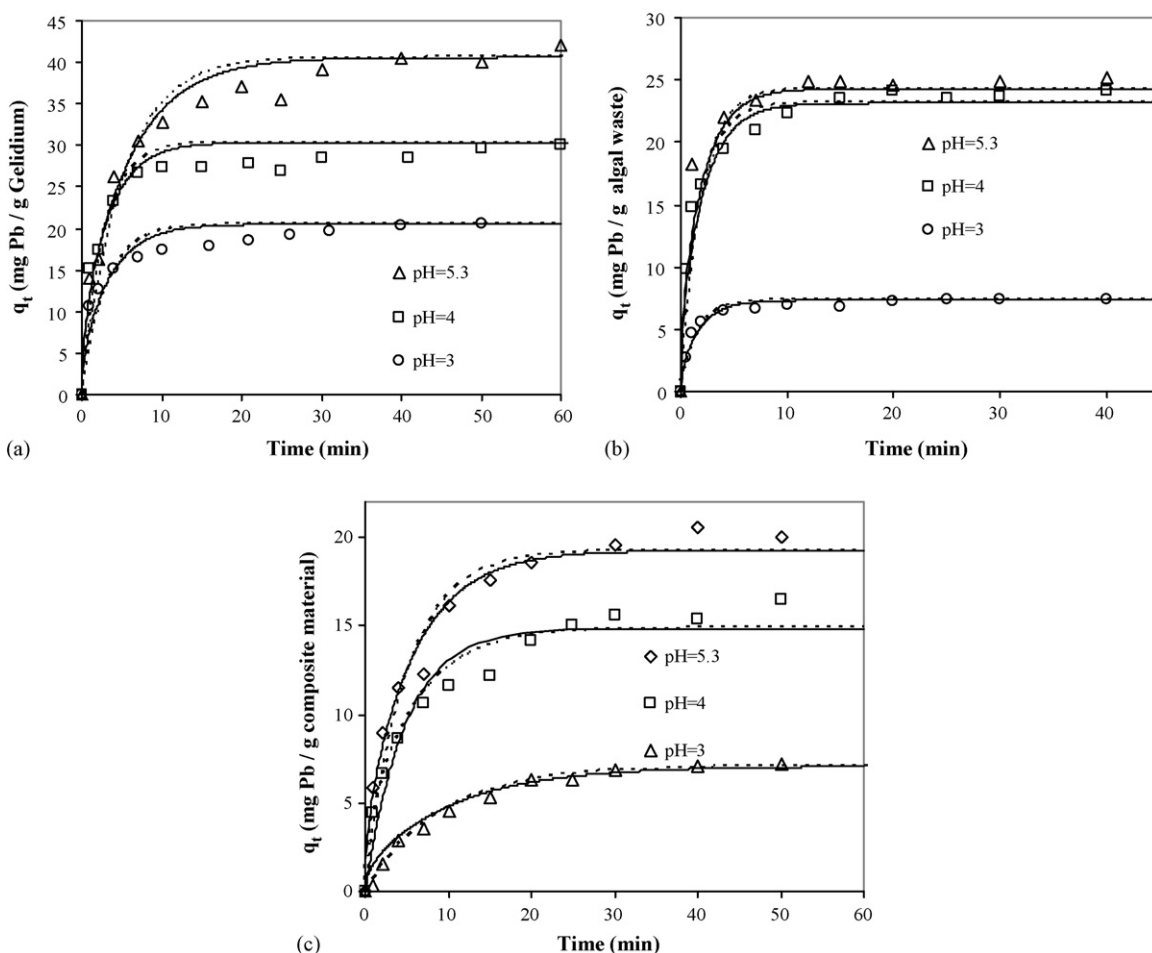 45
40
35
30
25
20
15
10
5
0
q_t (mg Pb / g Gelidium)
pH=5.3
pH=4
pH=3
0 10 20 30 40 50 60
Time (min)
(a)
30
25
20
15
10
5
0
q_t (mg Pb / g algal waste)
pH=5.3
pH=4
pH=3
0 10 20 30 40
Time (min)
(b)
20
15
10
5
0
q_t (mg Pb / g composite material)
pH=5.3
pH=4
pH=3
0 10 20 30 40 50 60
Time (min)
(c)